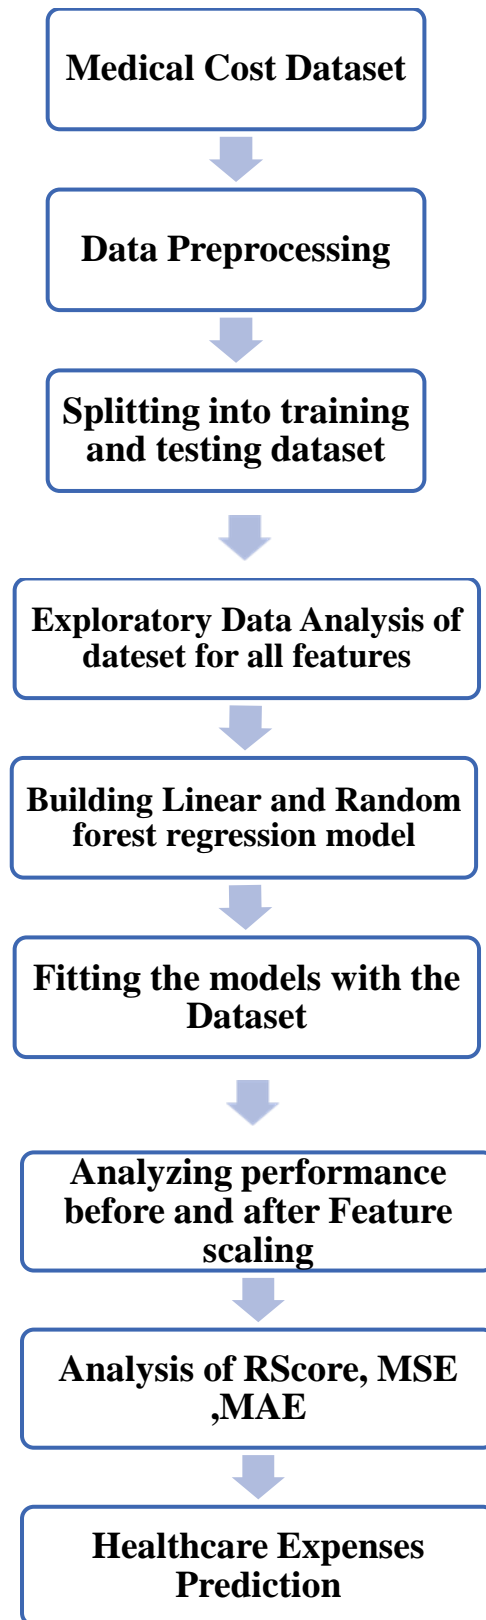 Medical Cost Dataset
Data Preprocessing
Splitting into training
and testing dataset
Exploratory Data Analysis of
dateset for all features
Building Linear and Random
forest regression model
Fitting the models with the
Dataset
Analyzing performance
before and after Feature
scaling
Analysis of RScore, MSE
,MAE
Healthcare Expenses
Prediction